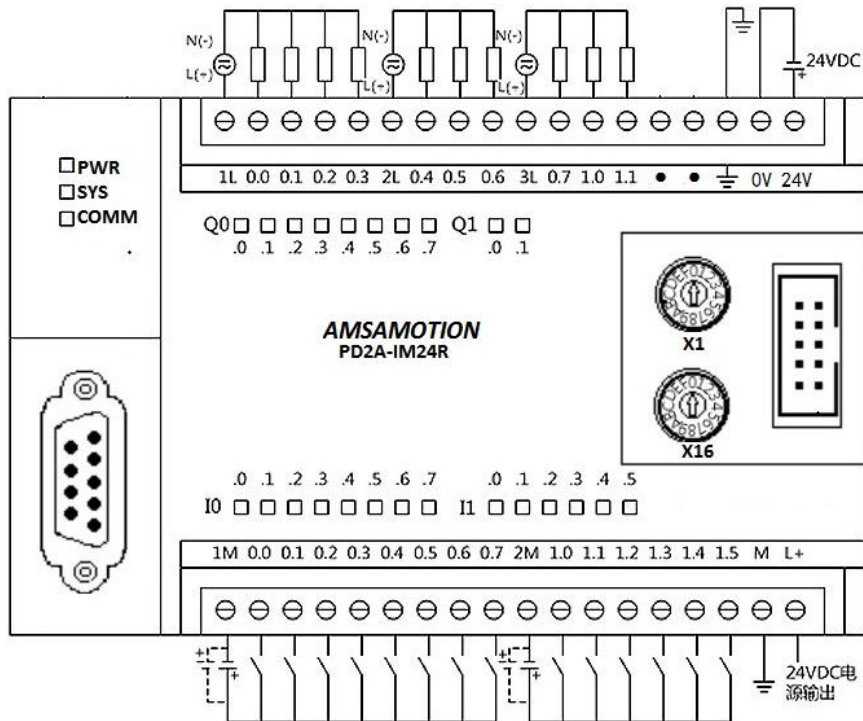 N(-) N(-) N(-)
L(+) L(+) L(+) 24VDC
+
1L 0.0 0.1 0.2 0.3 2L 0.4 0.5 0.6 3L 0.7 1.0 1.1 • • 0V 24V
PWR
SYS
COMM
Q0 Q1
.0 .1 .2 .3 .4 .5 .6 .7 .0 .1
AMSAMOTION
PD2A-IM24R
0123456789ABCDEF
X1
0123456789ABCDEF
X16
.0 .1 .2 .3 .4 .5 .6 .7 .0 .1 .2 .3 .4 .5
I0 I1
1M 0.0 0.1 0.2 0.3 0.4 0.5 0.6 0.7 2M 1.0 1.1 1.2 1.3 1.4 1.5 M L+
+ + + +
24VDC电
源输出